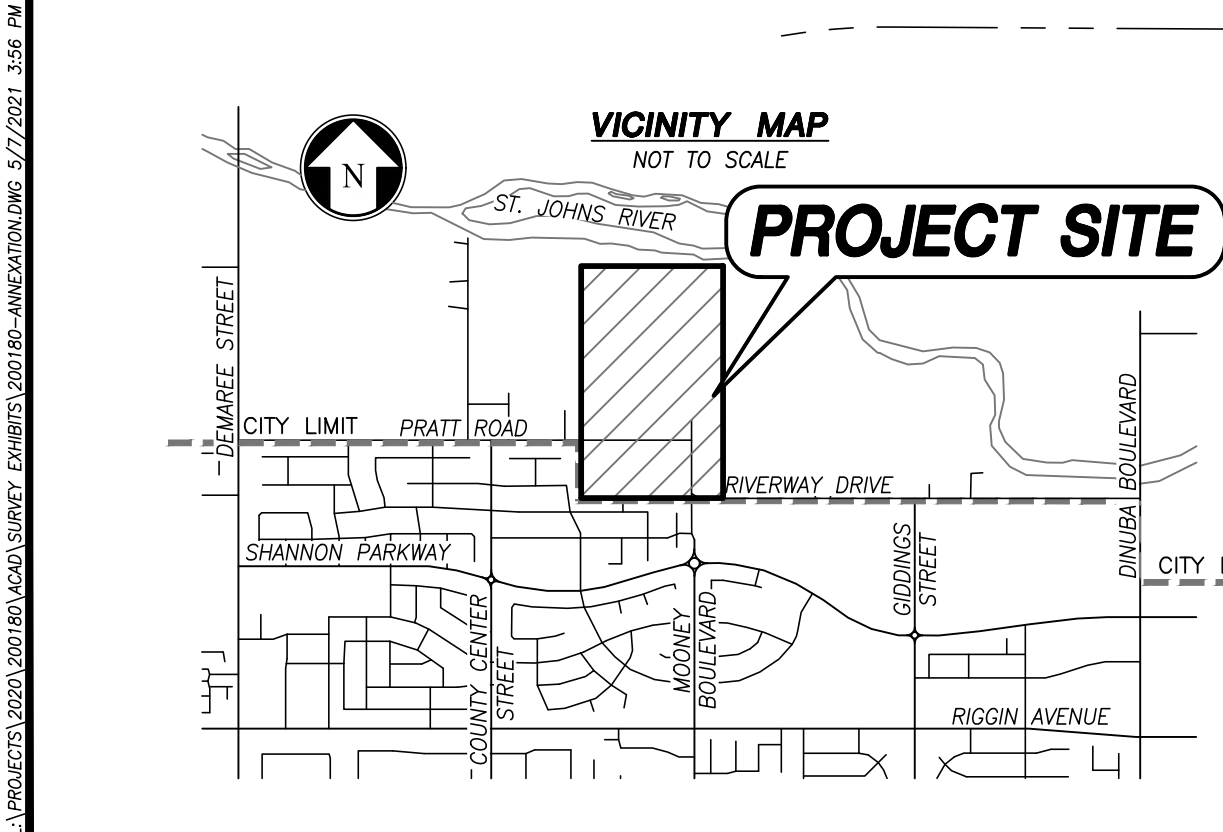 :\PROJECTS\2020\200180\ACAD\SURVEY EXHIBITS\200180-ANNEXATION.DWG 5/7/2021 3:56 PM
VICINITY MAP
NOT TO SCALE
N
ST. JOHNS RIVER
PROJECT SITE
DEMAREE STREET
CITY LIMIT
PRATT ROAD
RIVERWAY DRIVE
DINUBA BOULEVARD
SHANNON PARKWAY
GIDDINGS
STREET
CITY
COUNTY CENTER
STREET
MOONEY
BOULEVARD
RIGGIN AVENUE